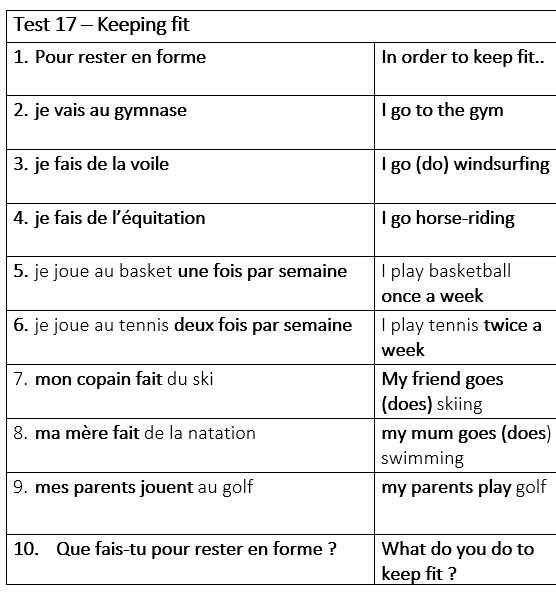 Test 17 – Keeping fit
1. Pour rester en forme
In order to keep fit..
2. je vais au gymnase
I go to the gym
3. je fais de la voile
I go (do) windsurfing
4. je fais de l’équitation
I go horse-riding
5. je joue au basket une fois par semaine
I play basketball
once a week
6. je joue au tennis deux fois par semaine
I play tennis twice a
week
7. mon copain fait du ski
My friend goes
(does) skiing
8. ma mère fait de la natation
my mum goes (does)
swimming
9. mes parents jouent au golf
my parents play golf
10. Que fais-tu pour rester en forme ?
What do you do to
keep fit ?